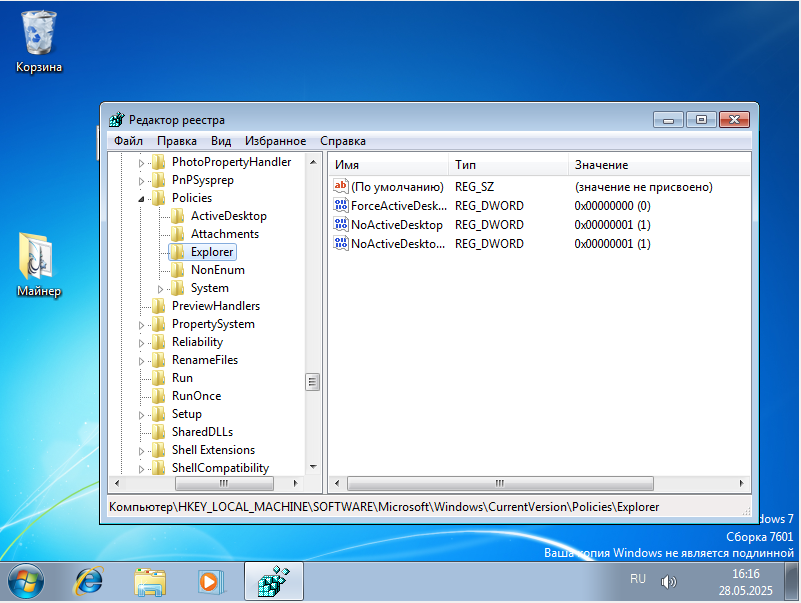 Корзина
Майнер
Редактор реестра
Файл Правка Вид Избранное Справка
PhotoPropertyHandler
PnPSysprep
Policies
ActiveDesktop
Attachments
Explorer
NonEnum
System
PreviewHandlers
PropertySystem
Reliability
RenameFiles
Run
RunOnce
Setup
SharedDLLs
Shell Extensions
ShellCompatibility
Имя Тип Значение
(По умолчанию) REG_SZ (значение не присвоено)
ForceActiveDesk... REG_DWORD 0x00000000 (0)
NoActiveDesktop REG_DWORD 0x00000001 (1)
NoActiveDeskto... REG_DWORD 0x00000001 (1)
Компьютер\HKEY_LOCAL_MACHINE\SOFTWARE\Microsoft\Windows\CurrentVersion\Policies\Explorer
dows 7
Сборка 7601
Ваша копия Windows не является подлинной
RU
16:16
28.05.2025